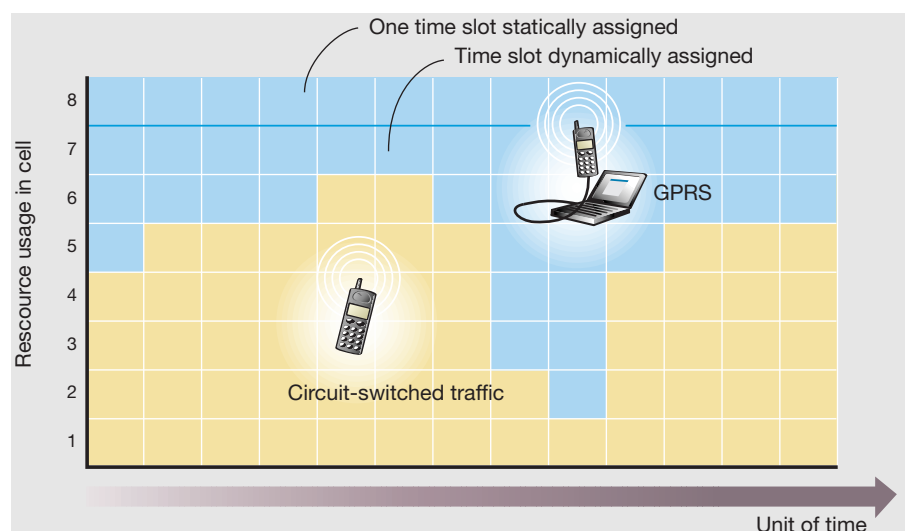 One time slot statically assigned
Time slot dynamically assigned
8
7
6
5
4
3
2
1
Rescource usage in cell
GPRS
Circuit-switched traffic
Unit of time